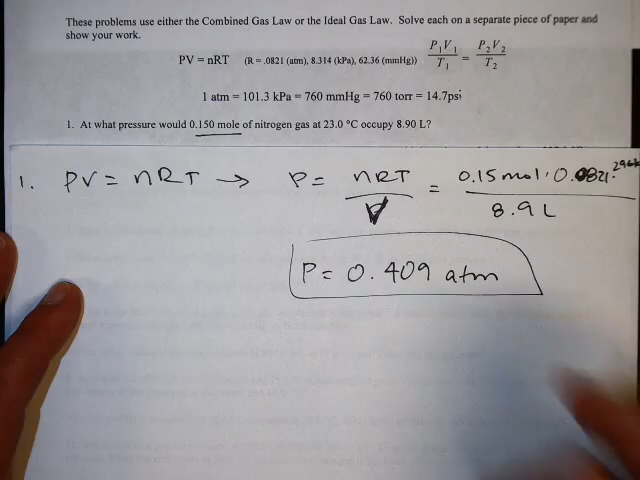 These problems use either the Combined Gas Law or the Ideal Gas Law. Solve each on a separate piece of paper and
show your work.
PV = nRT (R = .0821 (atm), 8.314 (kPa), 62.36 (mmHg)) P₁V₁/T₁ = P₂V₂/T₂
1 atm = 101.3 kPa = 760 mmHg = 760 torr = 14.7psi
1. At what pressure would 0.150 mole of nitrogen gas at 23.0 °C occupy 8.90 L?
1. PV = nRT → P = nRT/V = 0.15 mol · 0.0821 · 296K/8.9 L
P = 0.409 atm